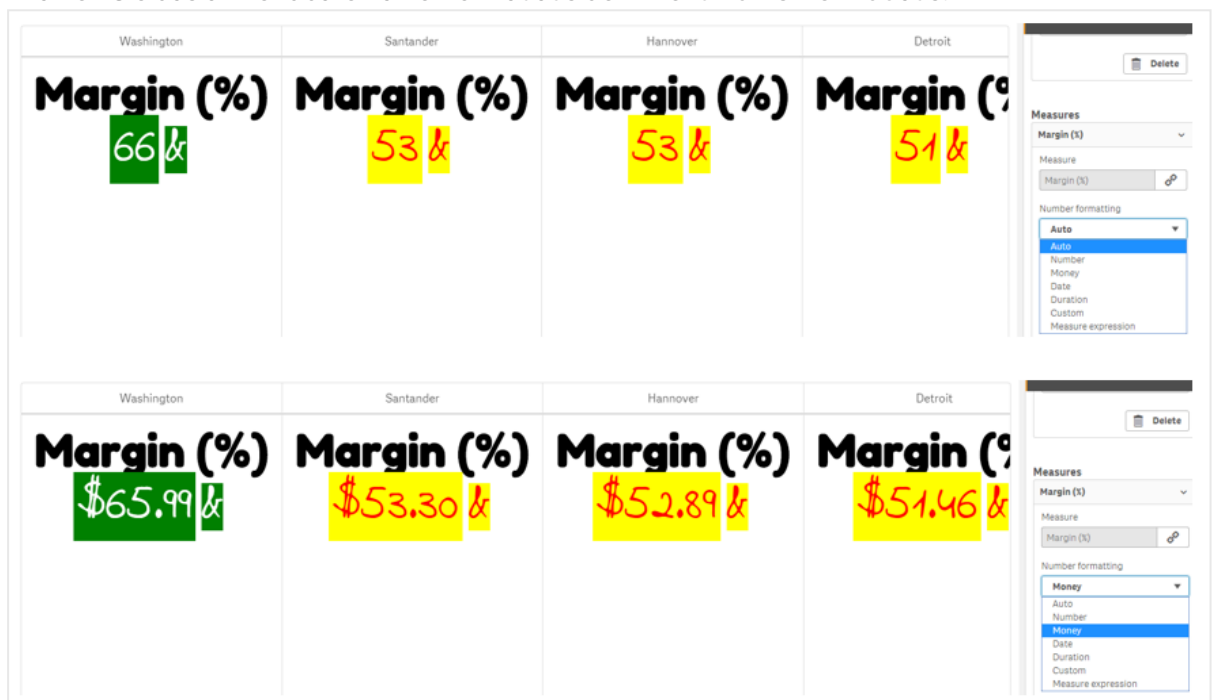 Washington Santander Hannover Detroit
Margin (%) Margin (%) Margin (%) Margin (%
66 & 53 & 53 & 51 &
Delete
Measures
Margin (%)
Measure
Margin (%)
Number formatting
Auto
Auto
Number
Money
Date
Duration
Custom
Measure expression
Washington Santander Hannover Detroit
Margin (%) Margin (%) Margin (%) Margin (%
$65.99 & $53.30 & $52.89 & $51.46 &
Delete
Measures
Margin (%)
Measure
Margin (%)
Number formatting
Money
Auto
Number
Money
Date
Duration
Custom
Measure expression